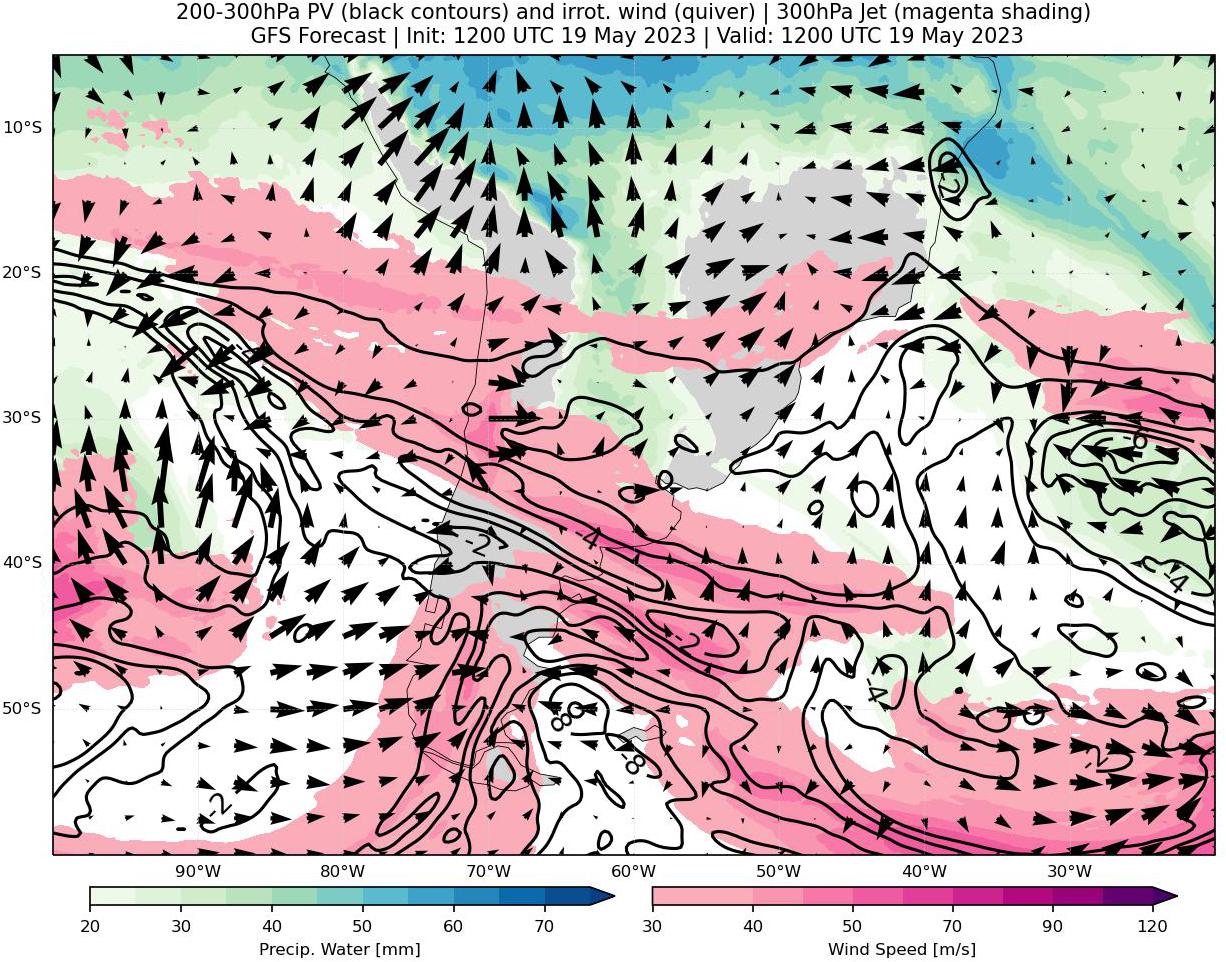 200-300hPa PV (black contours) and irrot. wind (quiver) | 300hPa Jet (magenta shading)
GFS Forecast | Init: 1200 UTC 19 May 2023 | Valid: 1200 UTC 19 May 2023
10°S
-2
20°S
30°S
-6
-2
-4
40°S
-4
-2
-4
50°S
-8
-2
-8
-2
90°W 80°W 70°W 60°W 50°W 40°W 30°W
20 30 40 50 60 70
30 40 50 70 90 120
Precip. Water [mm]
Wind Speed [m/s]